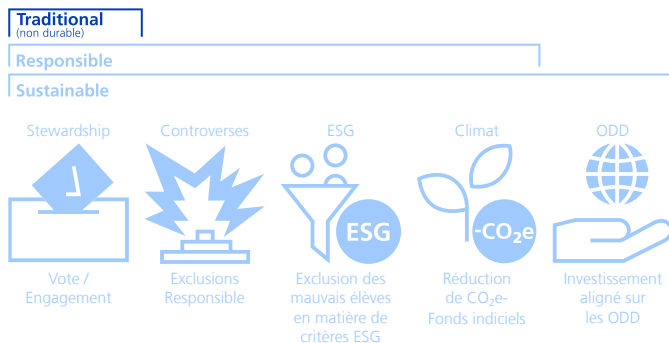 Traditional
(non durable)
Responsible
Sustainable
Stewardship
Controverses
ESG
Climat
ODD
ESG
-CO₂e
Vote /
Engagement
Exclusions
Responsible
Exclusion des
mauvais élèves
en matière de
critères ESG
Réduction
de CO₂e-
Fonds indiciels
Investissement
aligné sur
les ODD